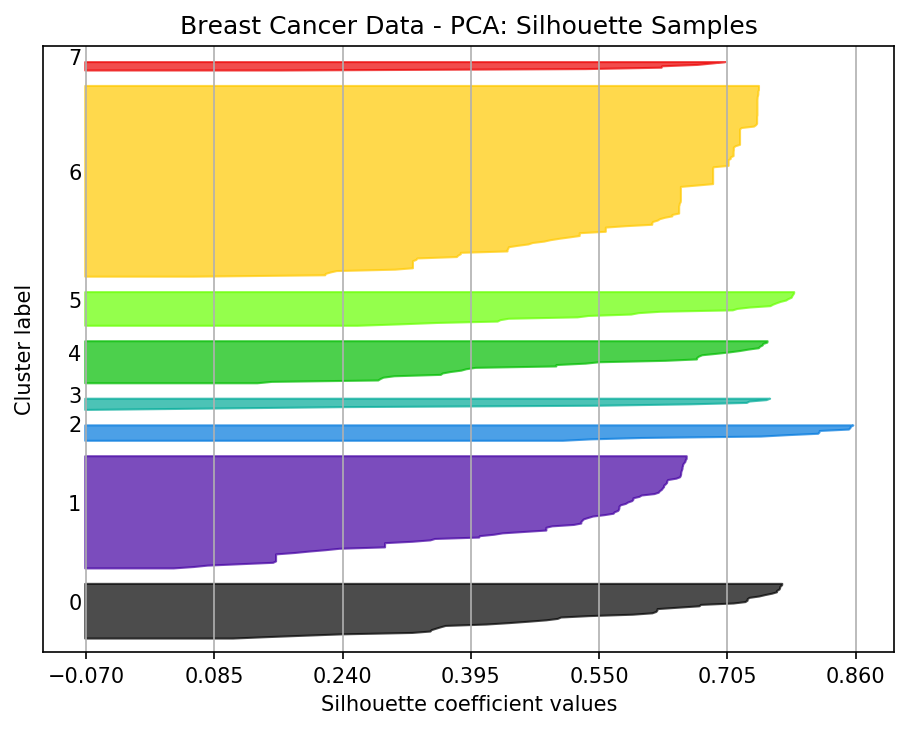 Breast Cancer Data - PCA: Silhouette Samples
7
6
5
4
3
2
1
0
Cluster label
−0.070 0.085 0.240 0.395 0.550 0.705 0.860
Silhouette coefficient values